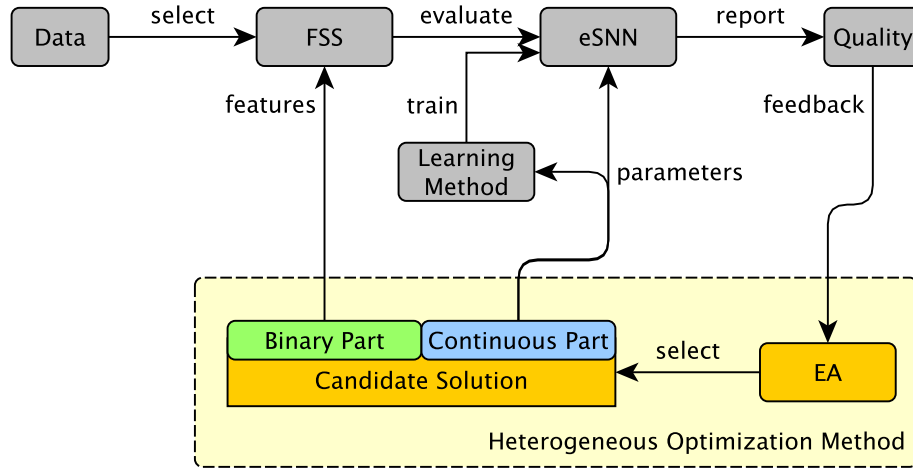 select
evaluate
report
Data
FSS
eSNN
Quality
features
train
feedback
Learning
Method
parameters
Binary Part
Continuous Part
select
Candidate Solution
EA
Heterogeneous Optimization Method